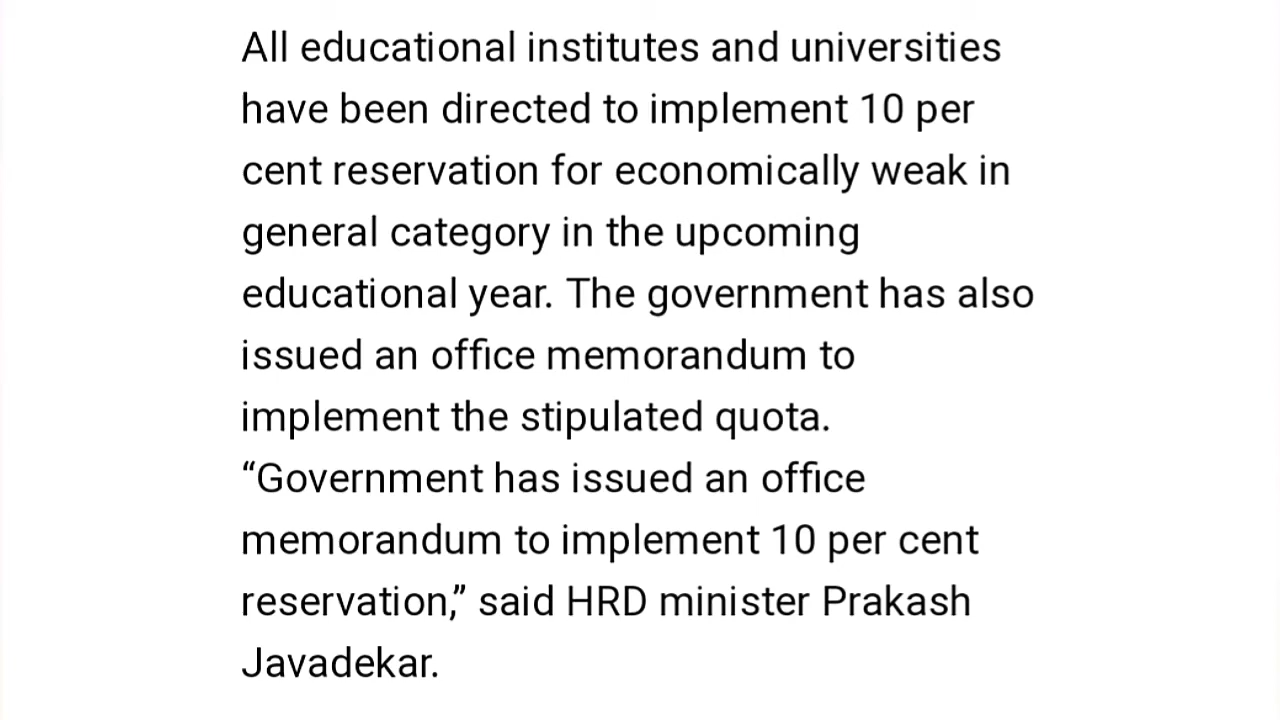 All educational institutes and universities
have been directed to implement 10 per
cent reservation for economically weak in
general category in the upcoming
educational year. The government has also
issued an office memorandum to
implement the stipulated quota.
“Government has issued an office
memorandum to implement 10 per cent
reservation,” said HRD minister Prakash
Javadekar.